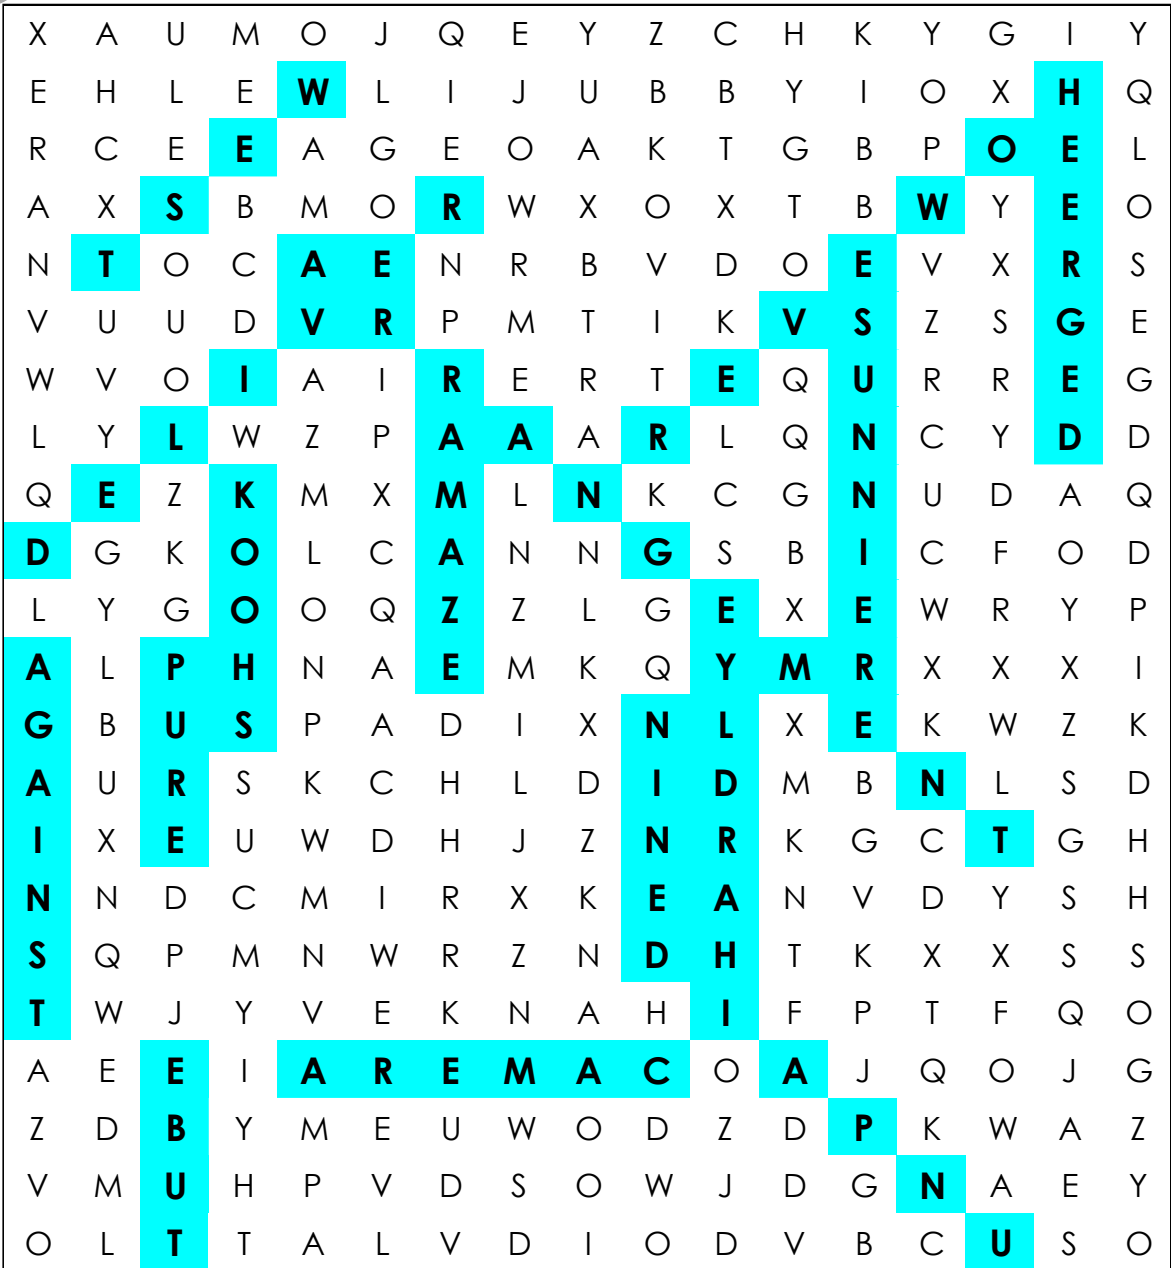 X A U M O J Q E Y Z C H K Y G I Y
E H L E W L I J U B B Y I O X H Q
R C E E A G E O A K T G B P O E L
A X S B M O R W X O X T B W Y E O
N T O C A E N R B V D O E V X R S
V U U D V R P M T I K V S Z S G E
W V O I A I R E R T E Q U R R E G
L Y L W Z P A A A R L Q N C Y D D
Q E Z K M X M L N K C G N U D A Q
D G K O L C A N N G S B I C F O D
L Y G O O Q Z Z L G E X E W R Y P
A L P H N A E M K Q Y M R X X X I
G B U S P A D I X N L X E K W Z K
A U R S K C H L D I D M B N L S D
I X E U W D H J Z N R K G C T G H
N N D C M I R X K E A N V D Y S H
S Q P M N W R Z N D H T K X X S S
T W J Y V E K N A H I F P T F Q O
A E E I A R E M A C O A J Q O J G
Z D B Y M E U W O D Z D P K W A Z
V M U H P V D S O W J D G N A E Y
O L T T A L V D I O D V B C U S O